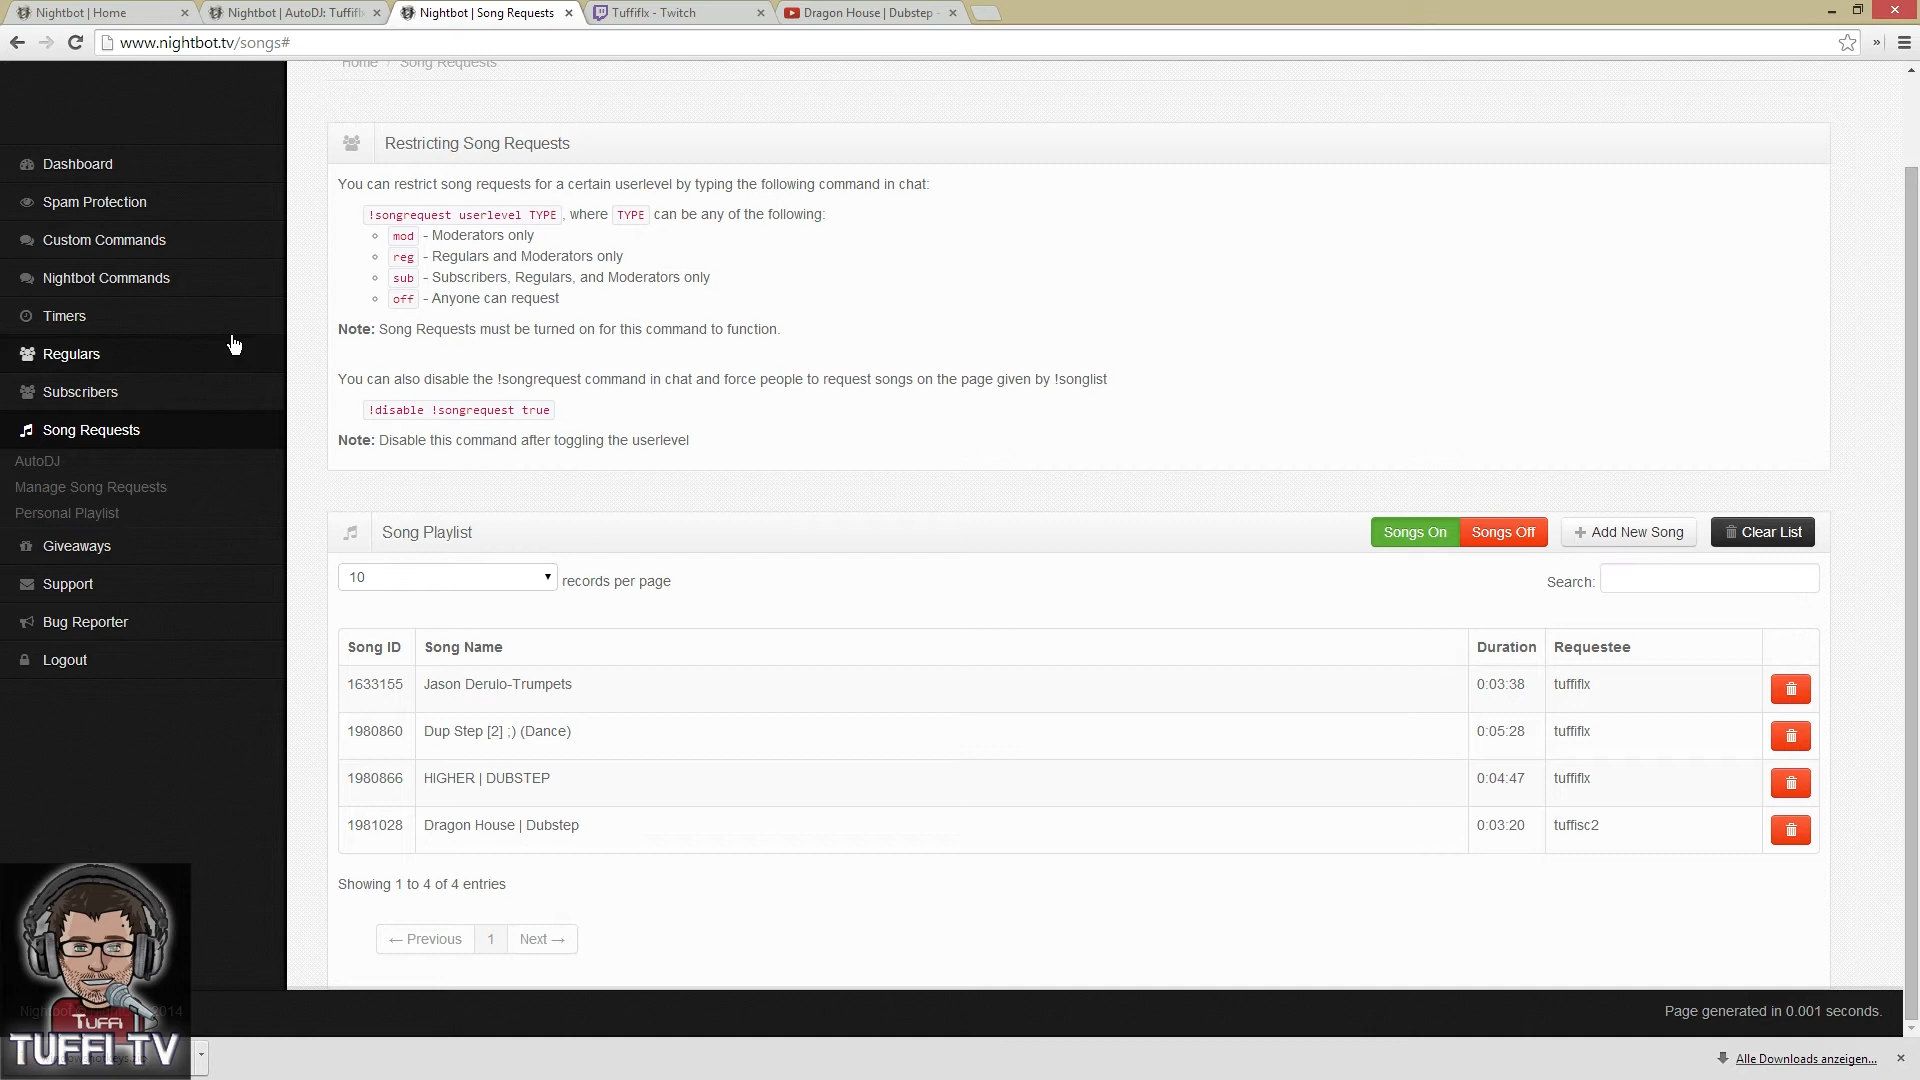 Nightbot | Home
Nightbot | AutoDJ: Tuffifl
Nightbot | Song Requests
Tuffiflx - Twitch
Dragon House | Dubstep -
www.nightbot.tv/songs#
Home / Song Requests
Dashboard
Spam Protection
Custom Commands
Nightbot Commands
Timers
Regulars
Subscribers
Song Requests
AutoDJ
Manage Song Requests
Personal Playlist
Giveaways
Support
Bug Reporter
Logout
Restricting Song Requests
You can restrict song requests for a certain userlevel by typing the following command in chat:
!songrequest userlevel TYPE, where TYPE can be any of the following:
mod - Moderators only
reg - Regulars and Moderators only
sub - Subscribers, Regulars, and Moderators only
off - Anyone can request
Note: Song Requests must be turned on for this command to function.
You can also disable the !songrequest command in chat and force people to request songs on the page given by !songlist
!disable !songrequest true
Note: Disable this command after toggling the userlevel
Song Playlist
Songs On Songs Off + Add New Song Clear List
10 records per page
Search:
Song ID Song Name Duration Requestee
1633155 Jason Derulo-Trumpets 0:03:38 tuffiflx
1980860 Dup Step [2] ;) (Dance) 0:05:28 tuffiflx
1980866 HIGHER | DUBSTEP 0:04:47 tuffiflx
1981028 Dragon House | Dubstep 0:03:20 tuffisc2
Showing 1 to 4 of 4 entries
← Previous 1 Next →
2014
Page generated in 0.001 seconds.
TUFFI
TUFFI TV
Alle Downloads anzeigen...